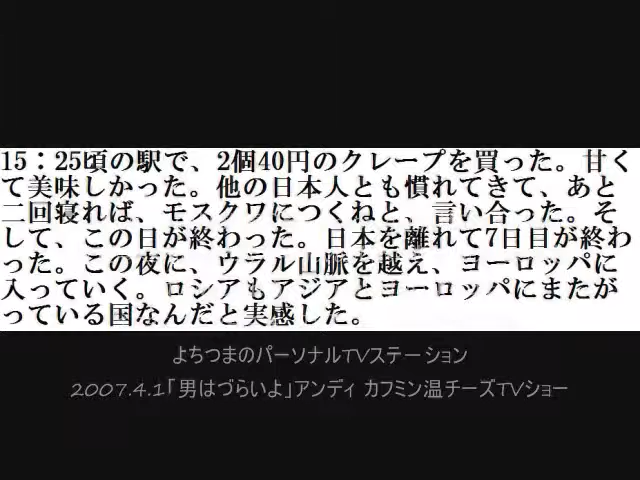 15：25頃の駅で、2個40円のクレープを買った。甘く
て美味しかった。他の日本人とも慣れてきて、あと
二回寝れば、モスクワにつくねと、言い合った。そ
して、この日が終わった。日本を離れて7日目が終わ
った。この夜に、ウラル山脈を越え、ヨーロッパに
入っていく。ロシアもアジアとヨーロッパにまたが
っている国なんだと実感した。
よちつまのパーソナルTVステーション
2007.4.1「男はづらいよ」アンディ カフミン温チーズTVショー